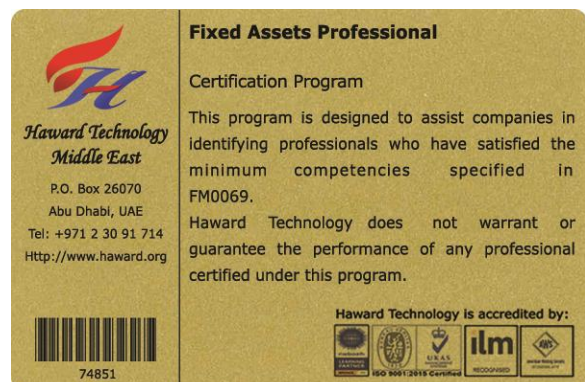 Haward Technology
Middle East
P.O. Box 26070
Abu Dhabi, UAE
Tel: +971 2 30 91 714
Http://www.haward.org
74851
Fixed Assets Professional
Certification Program
This program is designed to assist companies in
identifying professionals who have satisfied the
minimum competencies specified in
FM0069.
Haward Technology does not warrant or
guarantee the performance of any professional
certified under this program.
Haward Technology is accredited by:
UKAS
ilm
RECOGNISED
AWS
ISO 9001:2015 Certified